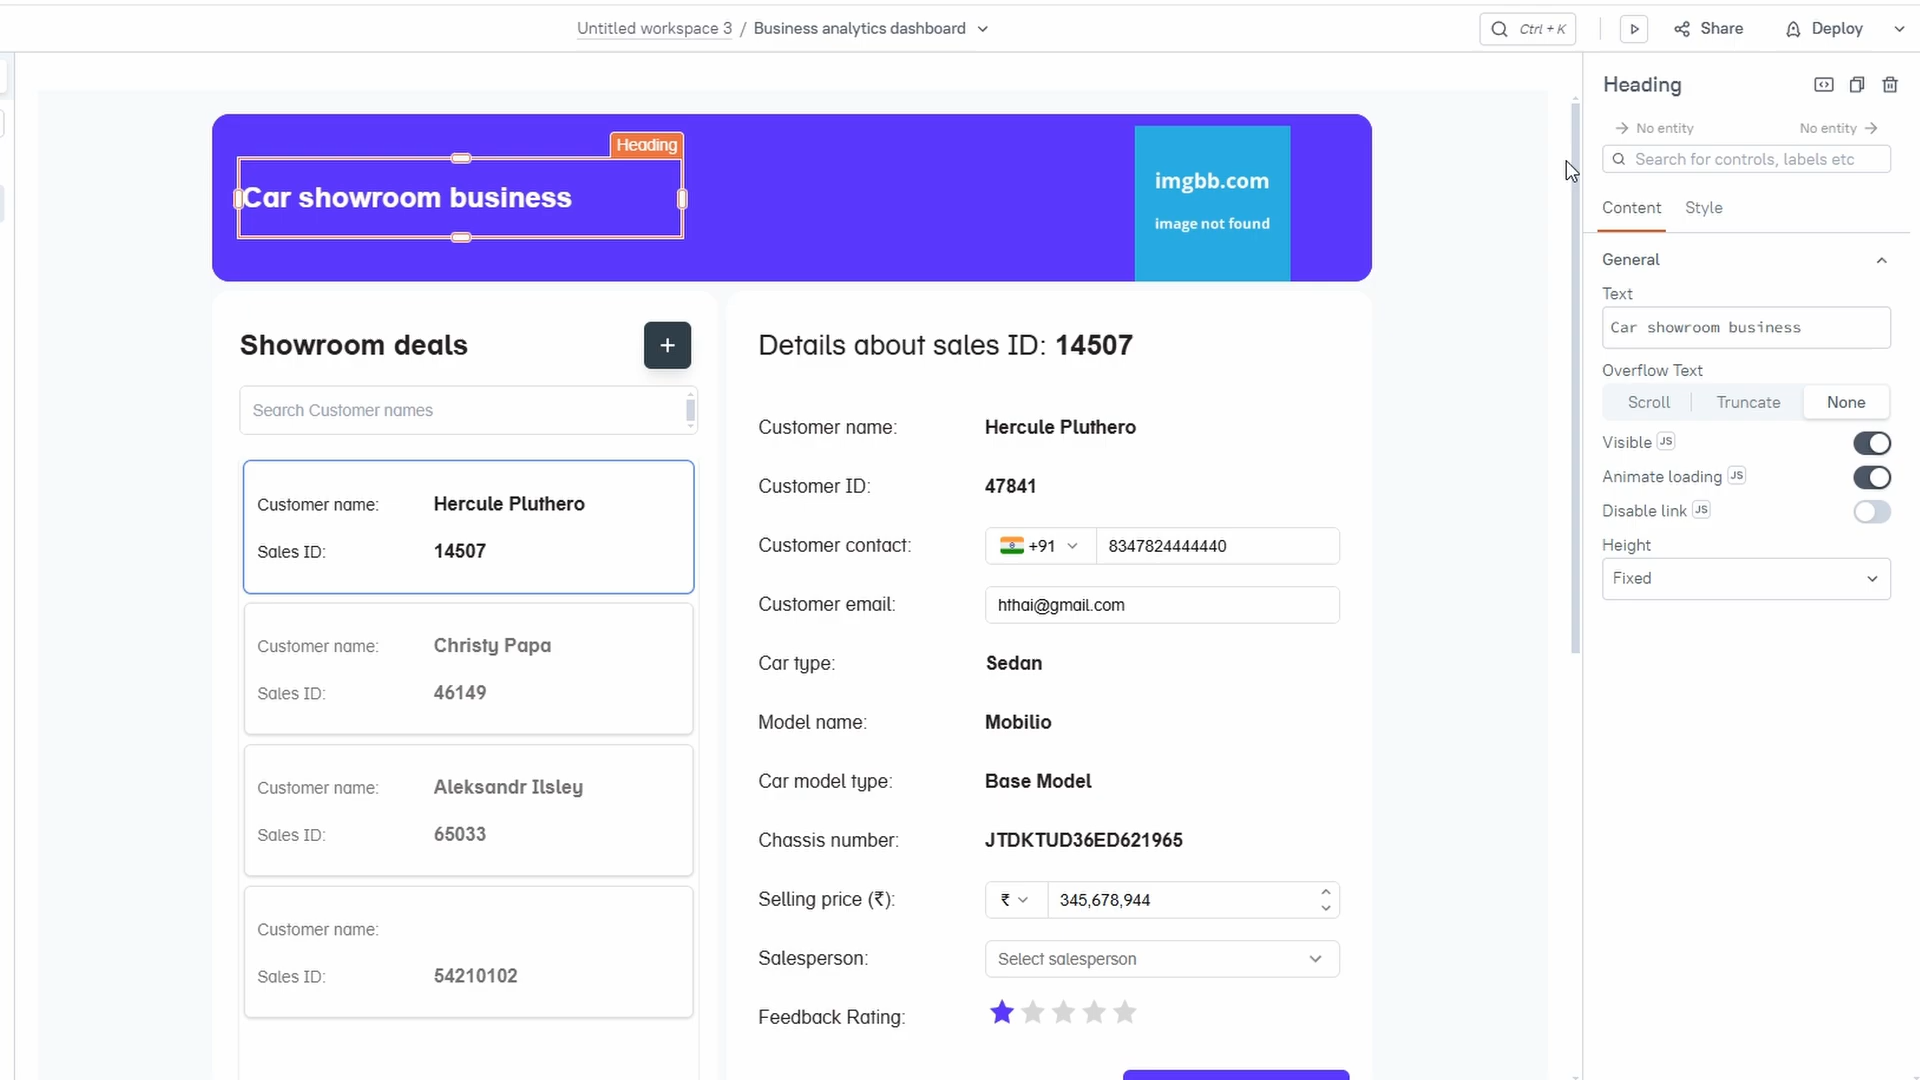 Untitled workspace 3 / Business analytics dashboard
Ctrl + K
Share
Deploy
Heading
Car showroom business
imgbb.com
image not found
Showroom deals
+
Search Customer names
Customer name: Hercule Pluthero
Sales ID: 14507
Customer name: Christy Papa
Sales ID: 46149
Customer name: Aleksandr Ilsley
Sales ID: 65033
Customer name:
Sales ID: 54210102
Details about sales ID: 14507
Customer name: Hercule Pluthero
Customer ID: 47841
Customer contact: +91 8347824444440
Customer email: hthai@gmail.com
Car type: Sedan
Model name: Mobilio
Car model type: Base Model
Chassis number: JTDKTUD36ED621965
Selling price (₹): ₹ 345,678,944
Salesperson: Select salesperson
Feedback Rating:
Heading
No entity No entity
Search for controls, labels etc
Content Style
General
Text
Car showroom business
Overflow Text
Scroll Truncate None
Visible JS
Animate loading JS
Disable link JS
Height
Fixed